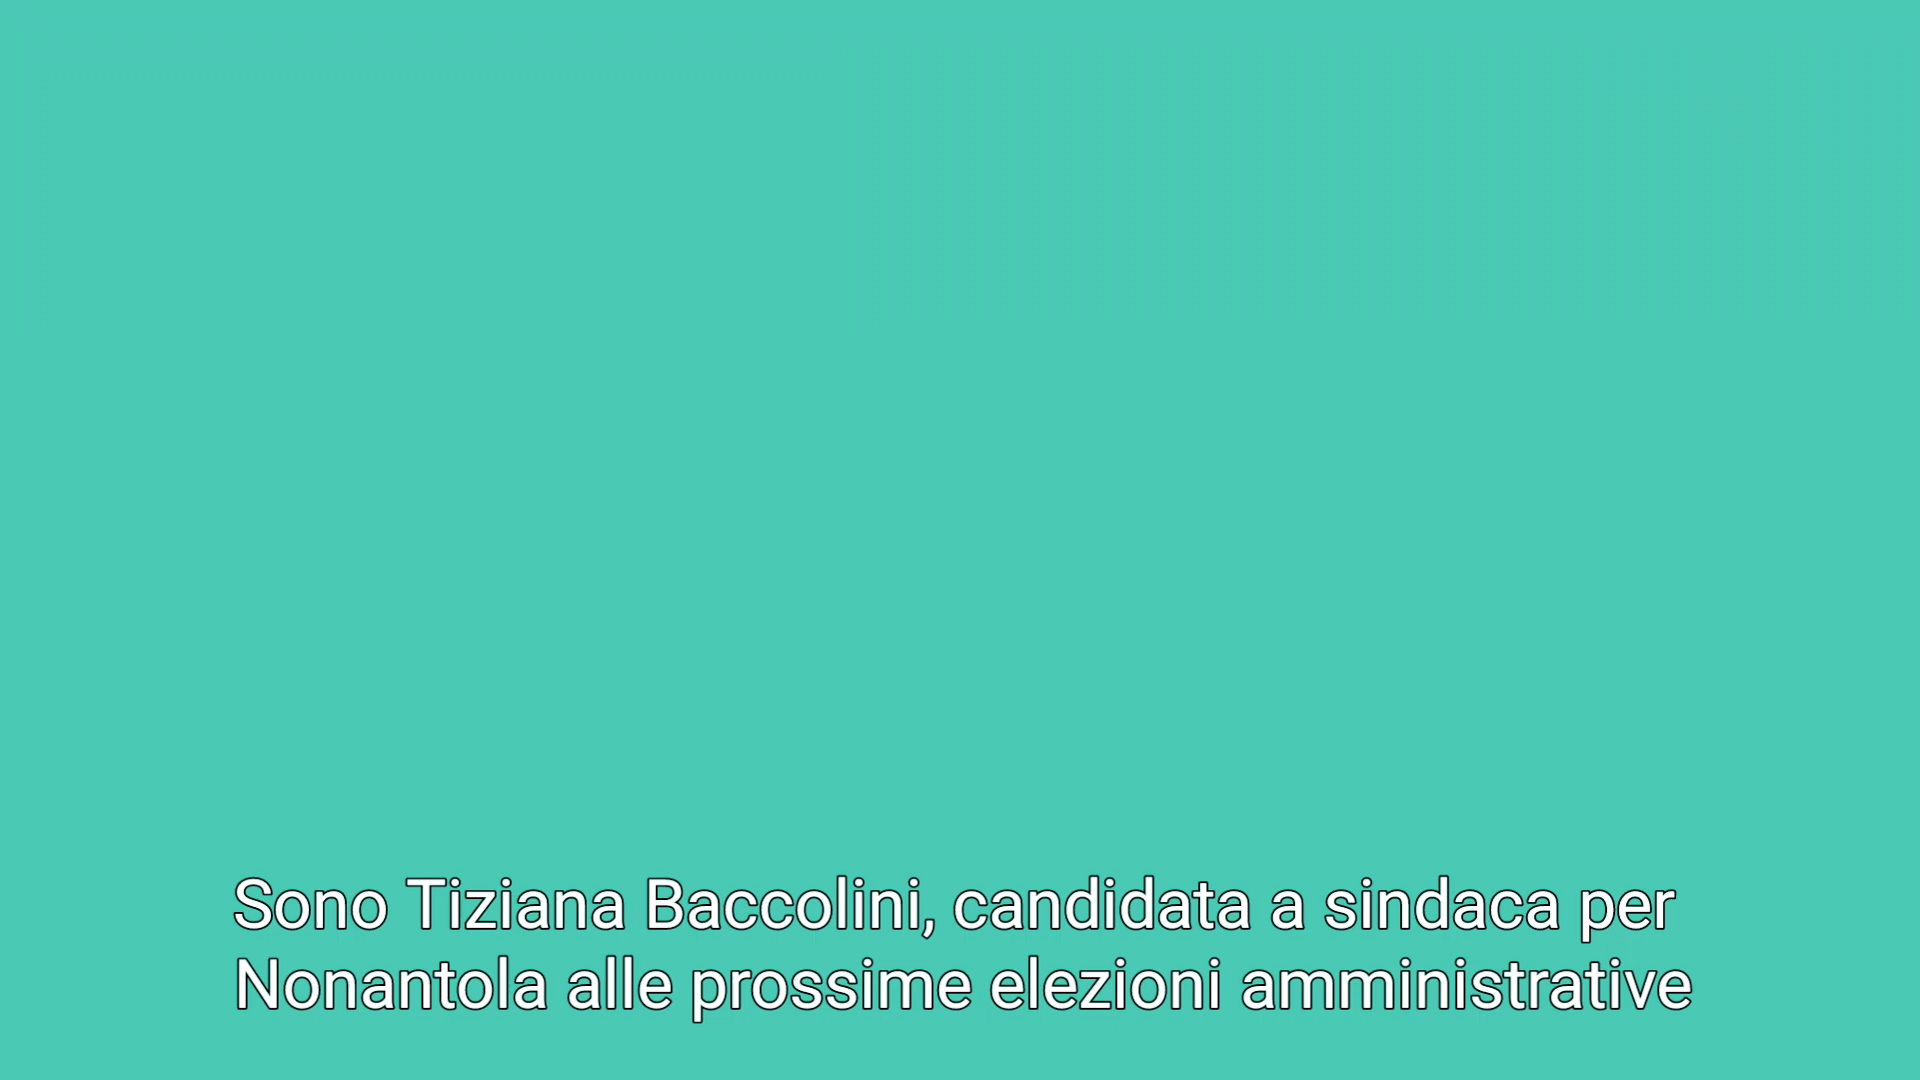 Sono Tiziana Baccolini, candidata a sindaca per
Nonantola alle prossime elezioni amministrative